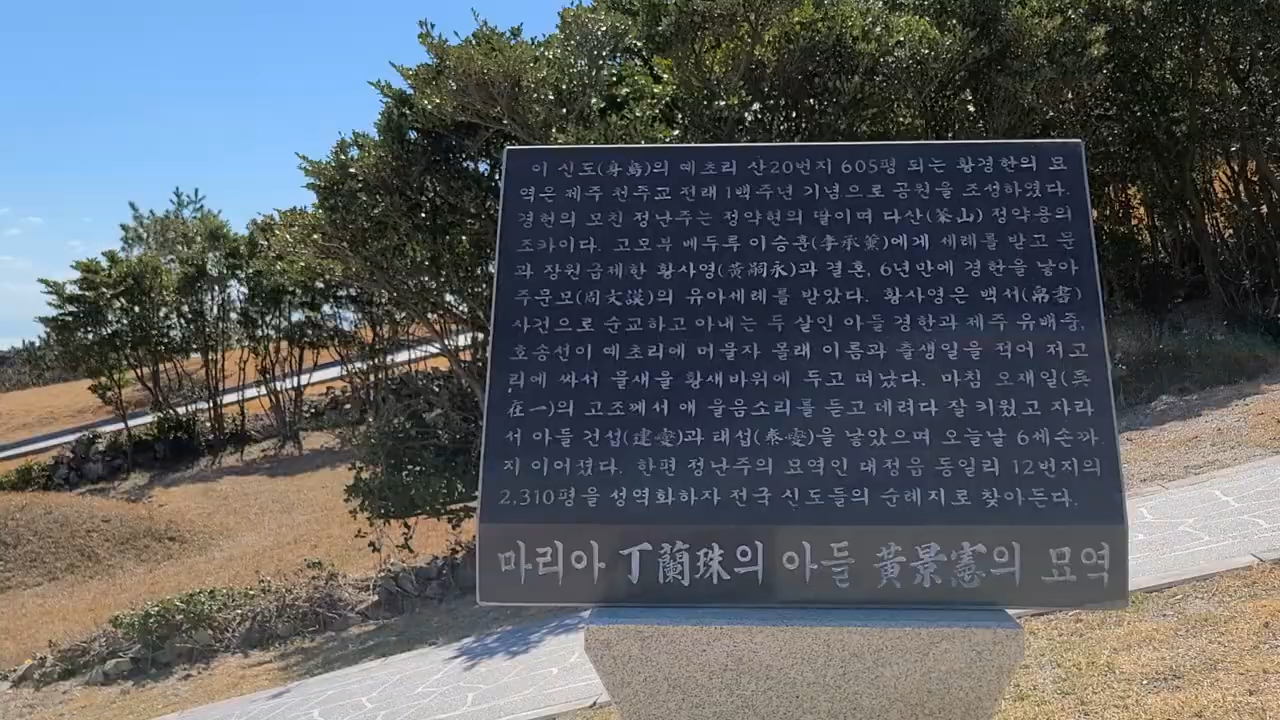 이 신도(身島)의 예초리 산20번지 605평 되는 황경한의 묘
역은 제주 천주교 전래 1백주년 기념으로 공원을 조성하였다.
경헌의 모친 정난주는 정약현의 딸이며 다산(茶山) 정약용의
조카이다. 고모부 베두루 이승훈(李承薰)에게 세례를 받고 문
과 장원 급제한 황사영(黃嗣永)과 결혼, 6년만에 경한을 낳아
주문모(周文謨)의 유아세례를 받았다. 황사영은 백서(帛書)
사건으로 순교하고 아내는 두 살인 아들 경한과 제주 유배중,
호송선이 예초리에 머물자 몰래 이름과 출생일을 적어 저고
리에 싸서 물새울 황새바위에 두고 떠났다. 마침 오재일(吳
在一)의 고조께서 애 울음소리를 듣고 데려다 잘 키웠고 자라
서 아들 건섭(建燮)과 태섭(泰燮)을 낳았으며 오늘날 6세손까
지 이어졌다. 한편 정난주의 묘역인 대정읍 동일리 12번지의
2,310평을 성역화하자 전국 신도들의 순례지로 찾아든다.
마리아 丁蘭珠의 아들 黃景憲의 묘역